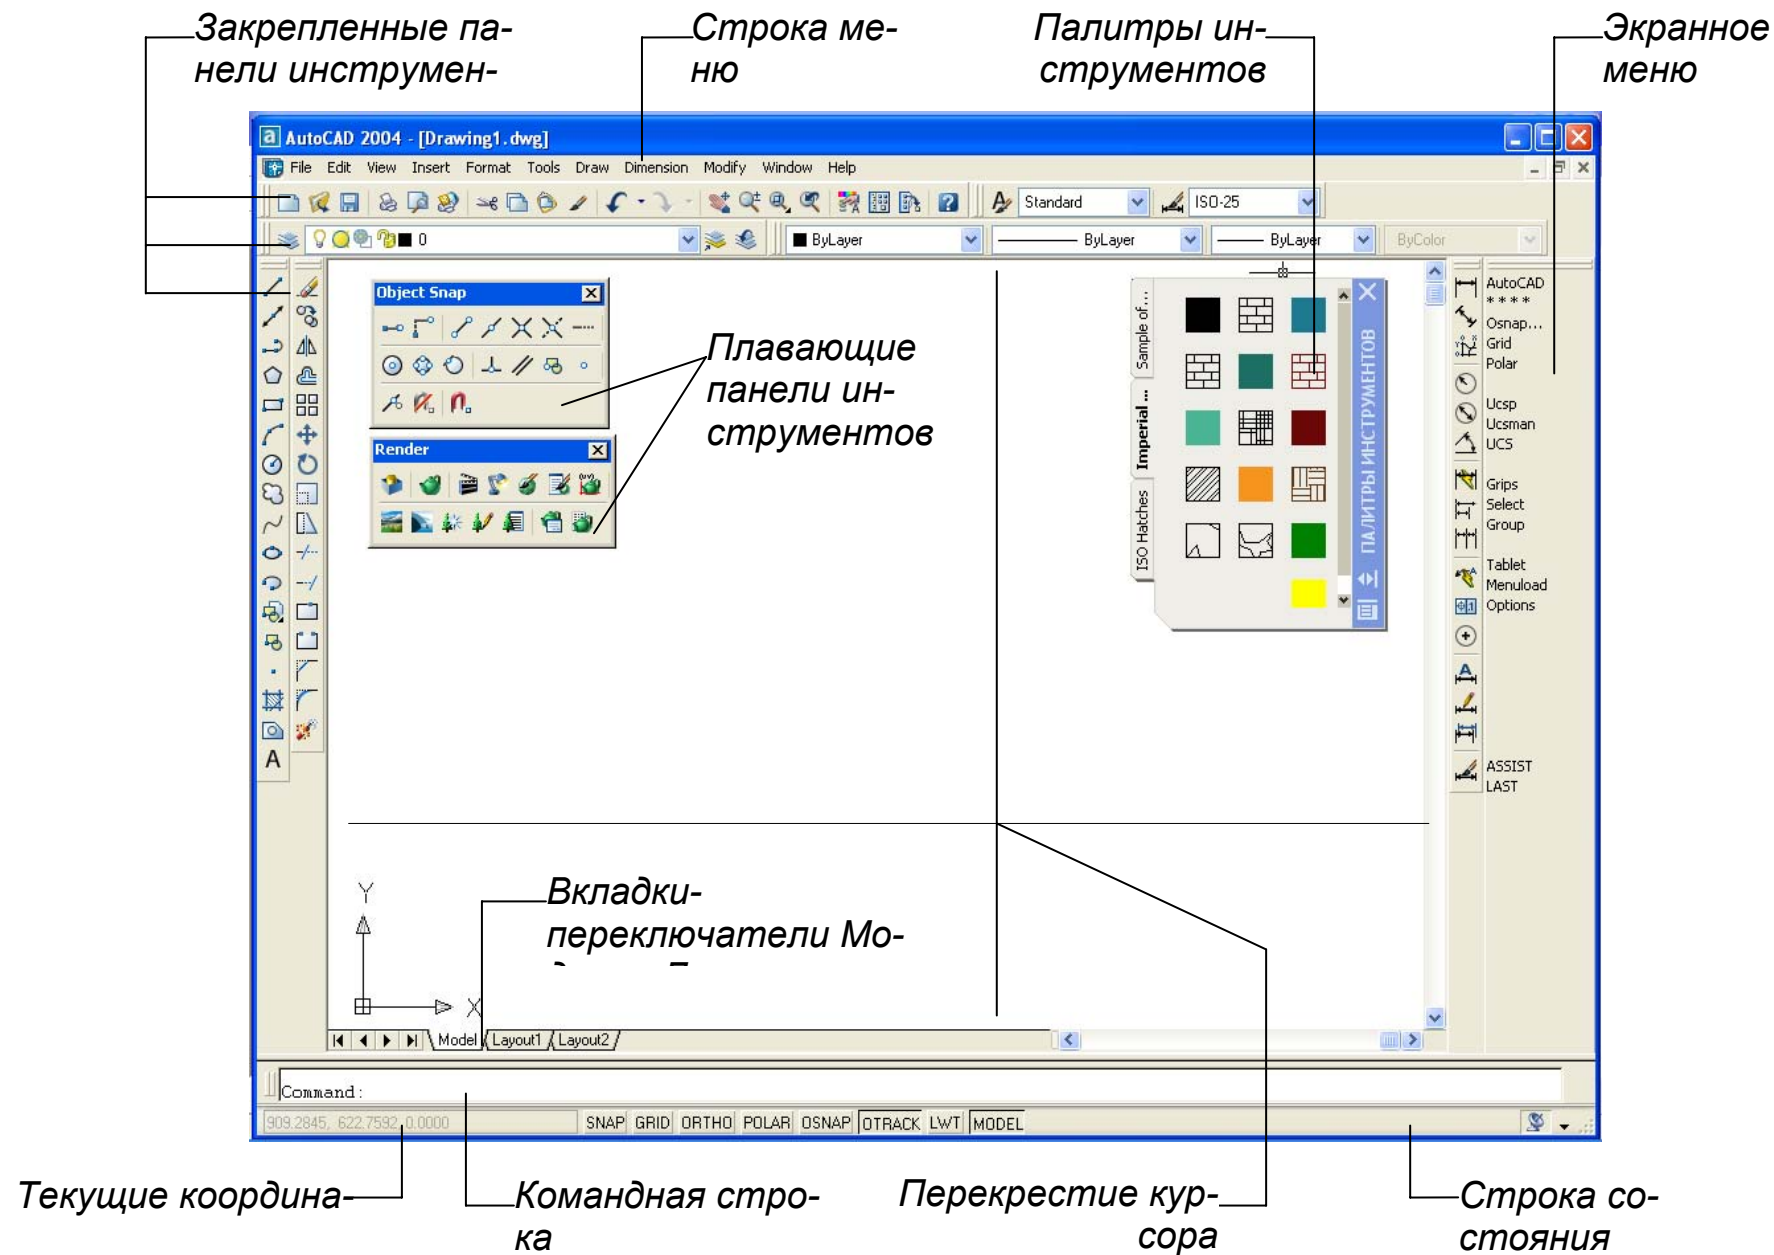 Закрепленные па-
нели инструмен-
Строка ме-
ню
Палитры ин-
струментов
Экранное
меню
AutoCAD 2004 - [Drawing1.dwg]
File Edit View Insert Format Tools Draw Dimension Modify Window Help
Standard ISO-25
0 ByLayer ByLayer ByLayer ByColor
Object Snap
Render
Плавающие
панели ин-
струментов
Sample of...
Imperial ...
ISO Hatches
ПАЛИТРЫ ИНСТРУМЕНТОВ
AutoCAD
* * * *
Osnap...
Grid
Polar
Ucsp
Ucsman
UCS
Grips
Select
Group
Tablet
Menuload
Options
ASSIST
LAST
Вкладки-
переключатели Мо-
Y
X
Model Layout1 Layout2
Command:
909.2845, 622.7592, 0.0000 SNAP GRID ORTHO POLAR OSNAP OTRACK LWT MODEL
Текущие координа-
Командная стро-
ка
Перекрестие кур-
сора
Строка со-
стояния